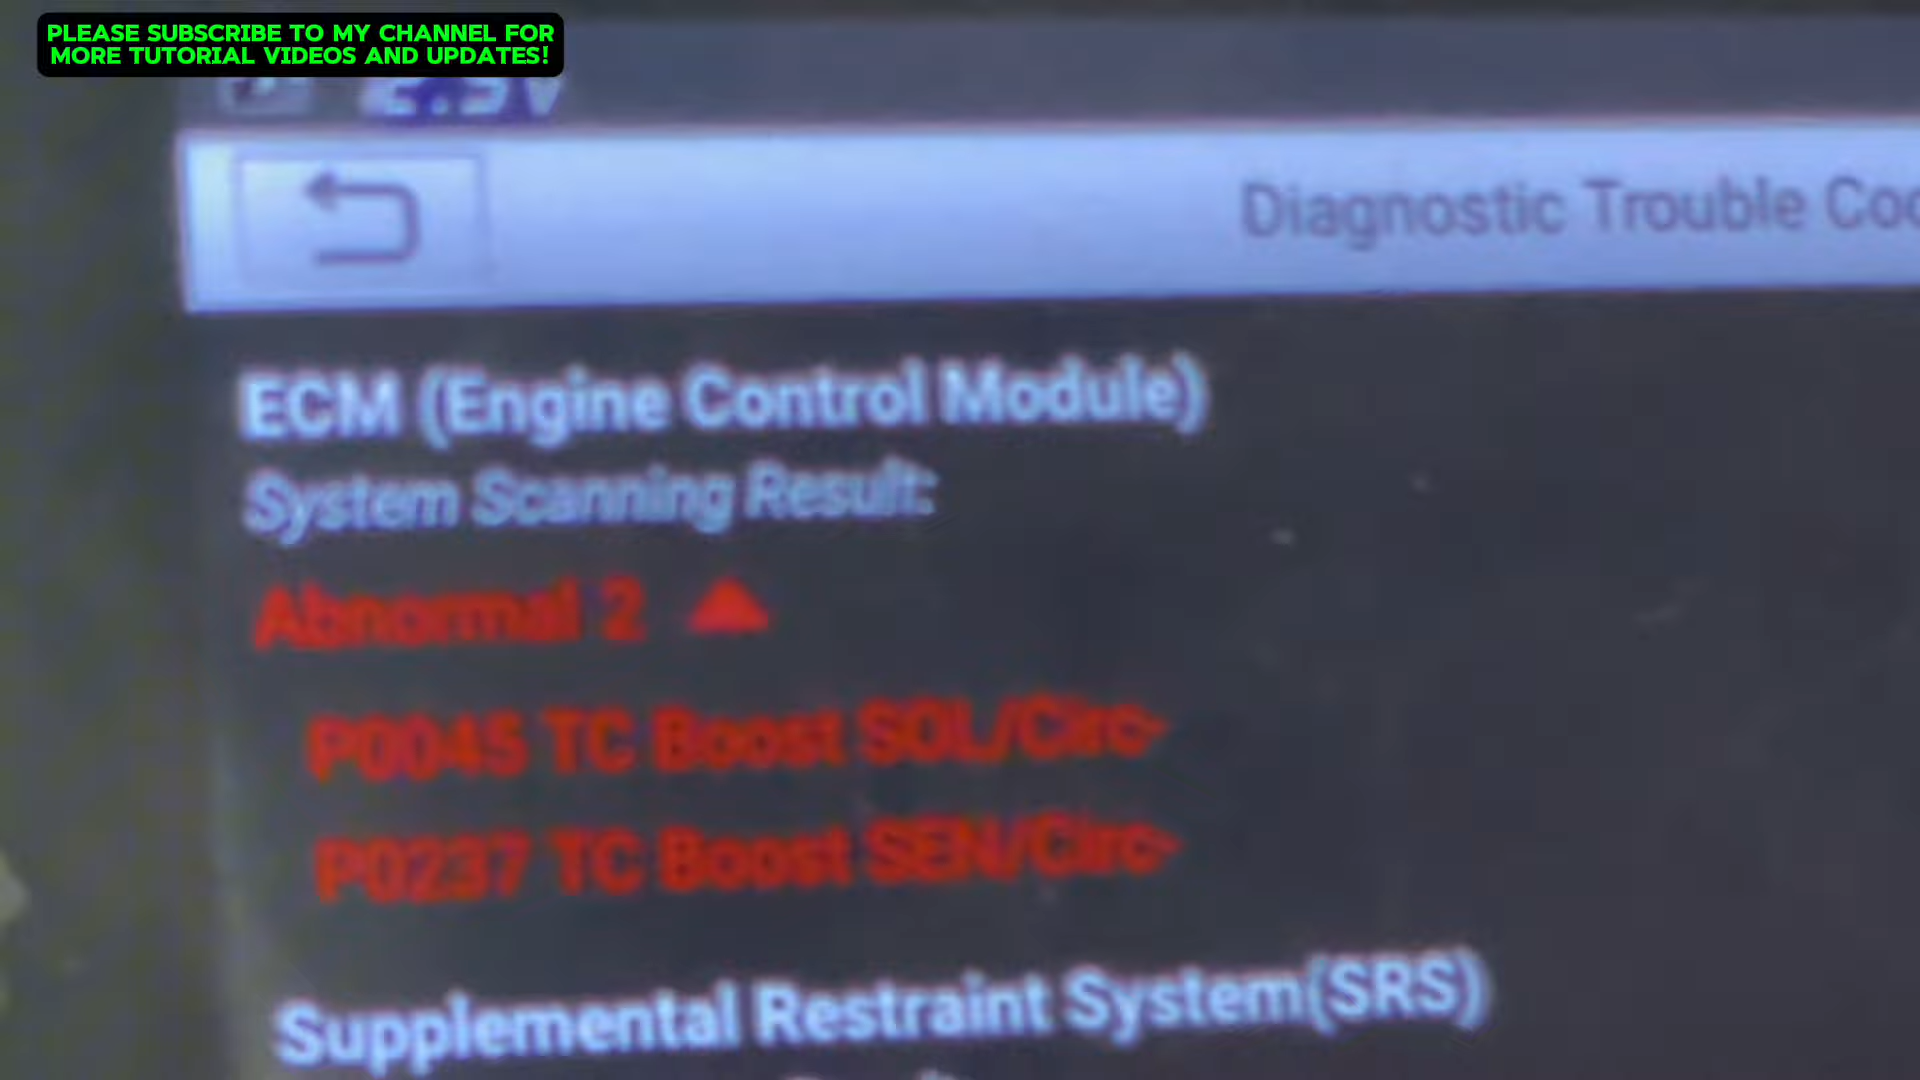 PLEASE SUBSCRIBE TO MY CHANNEL FOR
MORE TUTORIAL VIDEOS AND UPDATES!
Diagnostic Trouble
ECM (Engine Control Module)
System Scanning Result:
Abnormal 2
P0045 TC Boost SOL/Circ-
P0237 TC Boost SEN/Circ-
Supplemental Restraint System(SRS)